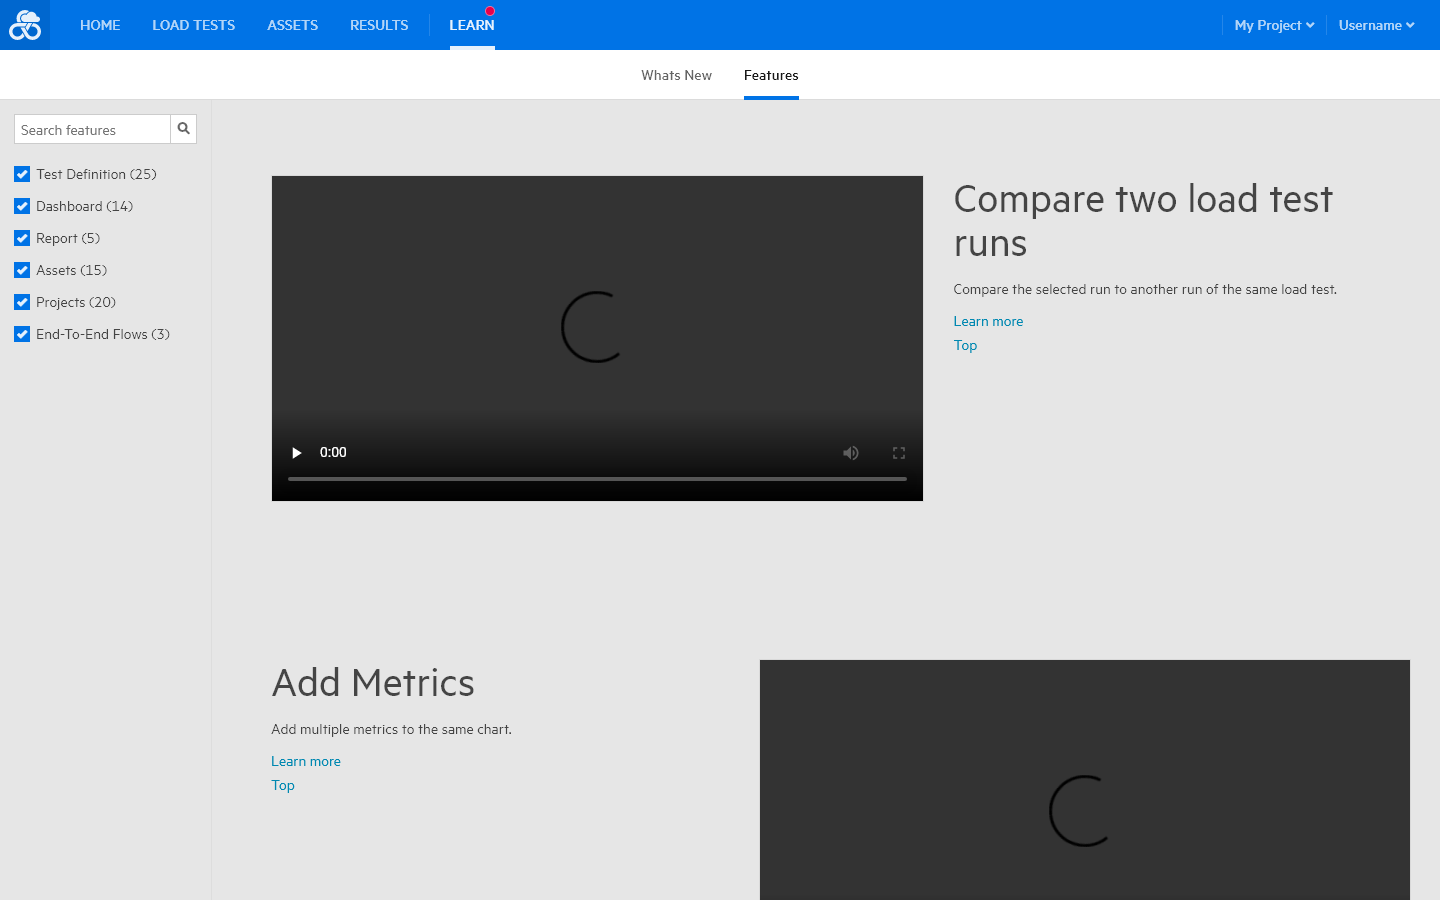 HOME LOAD TESTS ASSETS RESULTS LEARN My Project Username
Whats New Features
Search features
Test Definition (25)
Dashboard (14)
Report (5)
Assets (15)
Projects (20)
End-To-End Flows (3)
0:00
Compare two load test
runs
Compare the selected run to another run of the same load test.
Learn more
Top
Add Metrics
Add multiple metrics to the same chart.
Learn more
Top